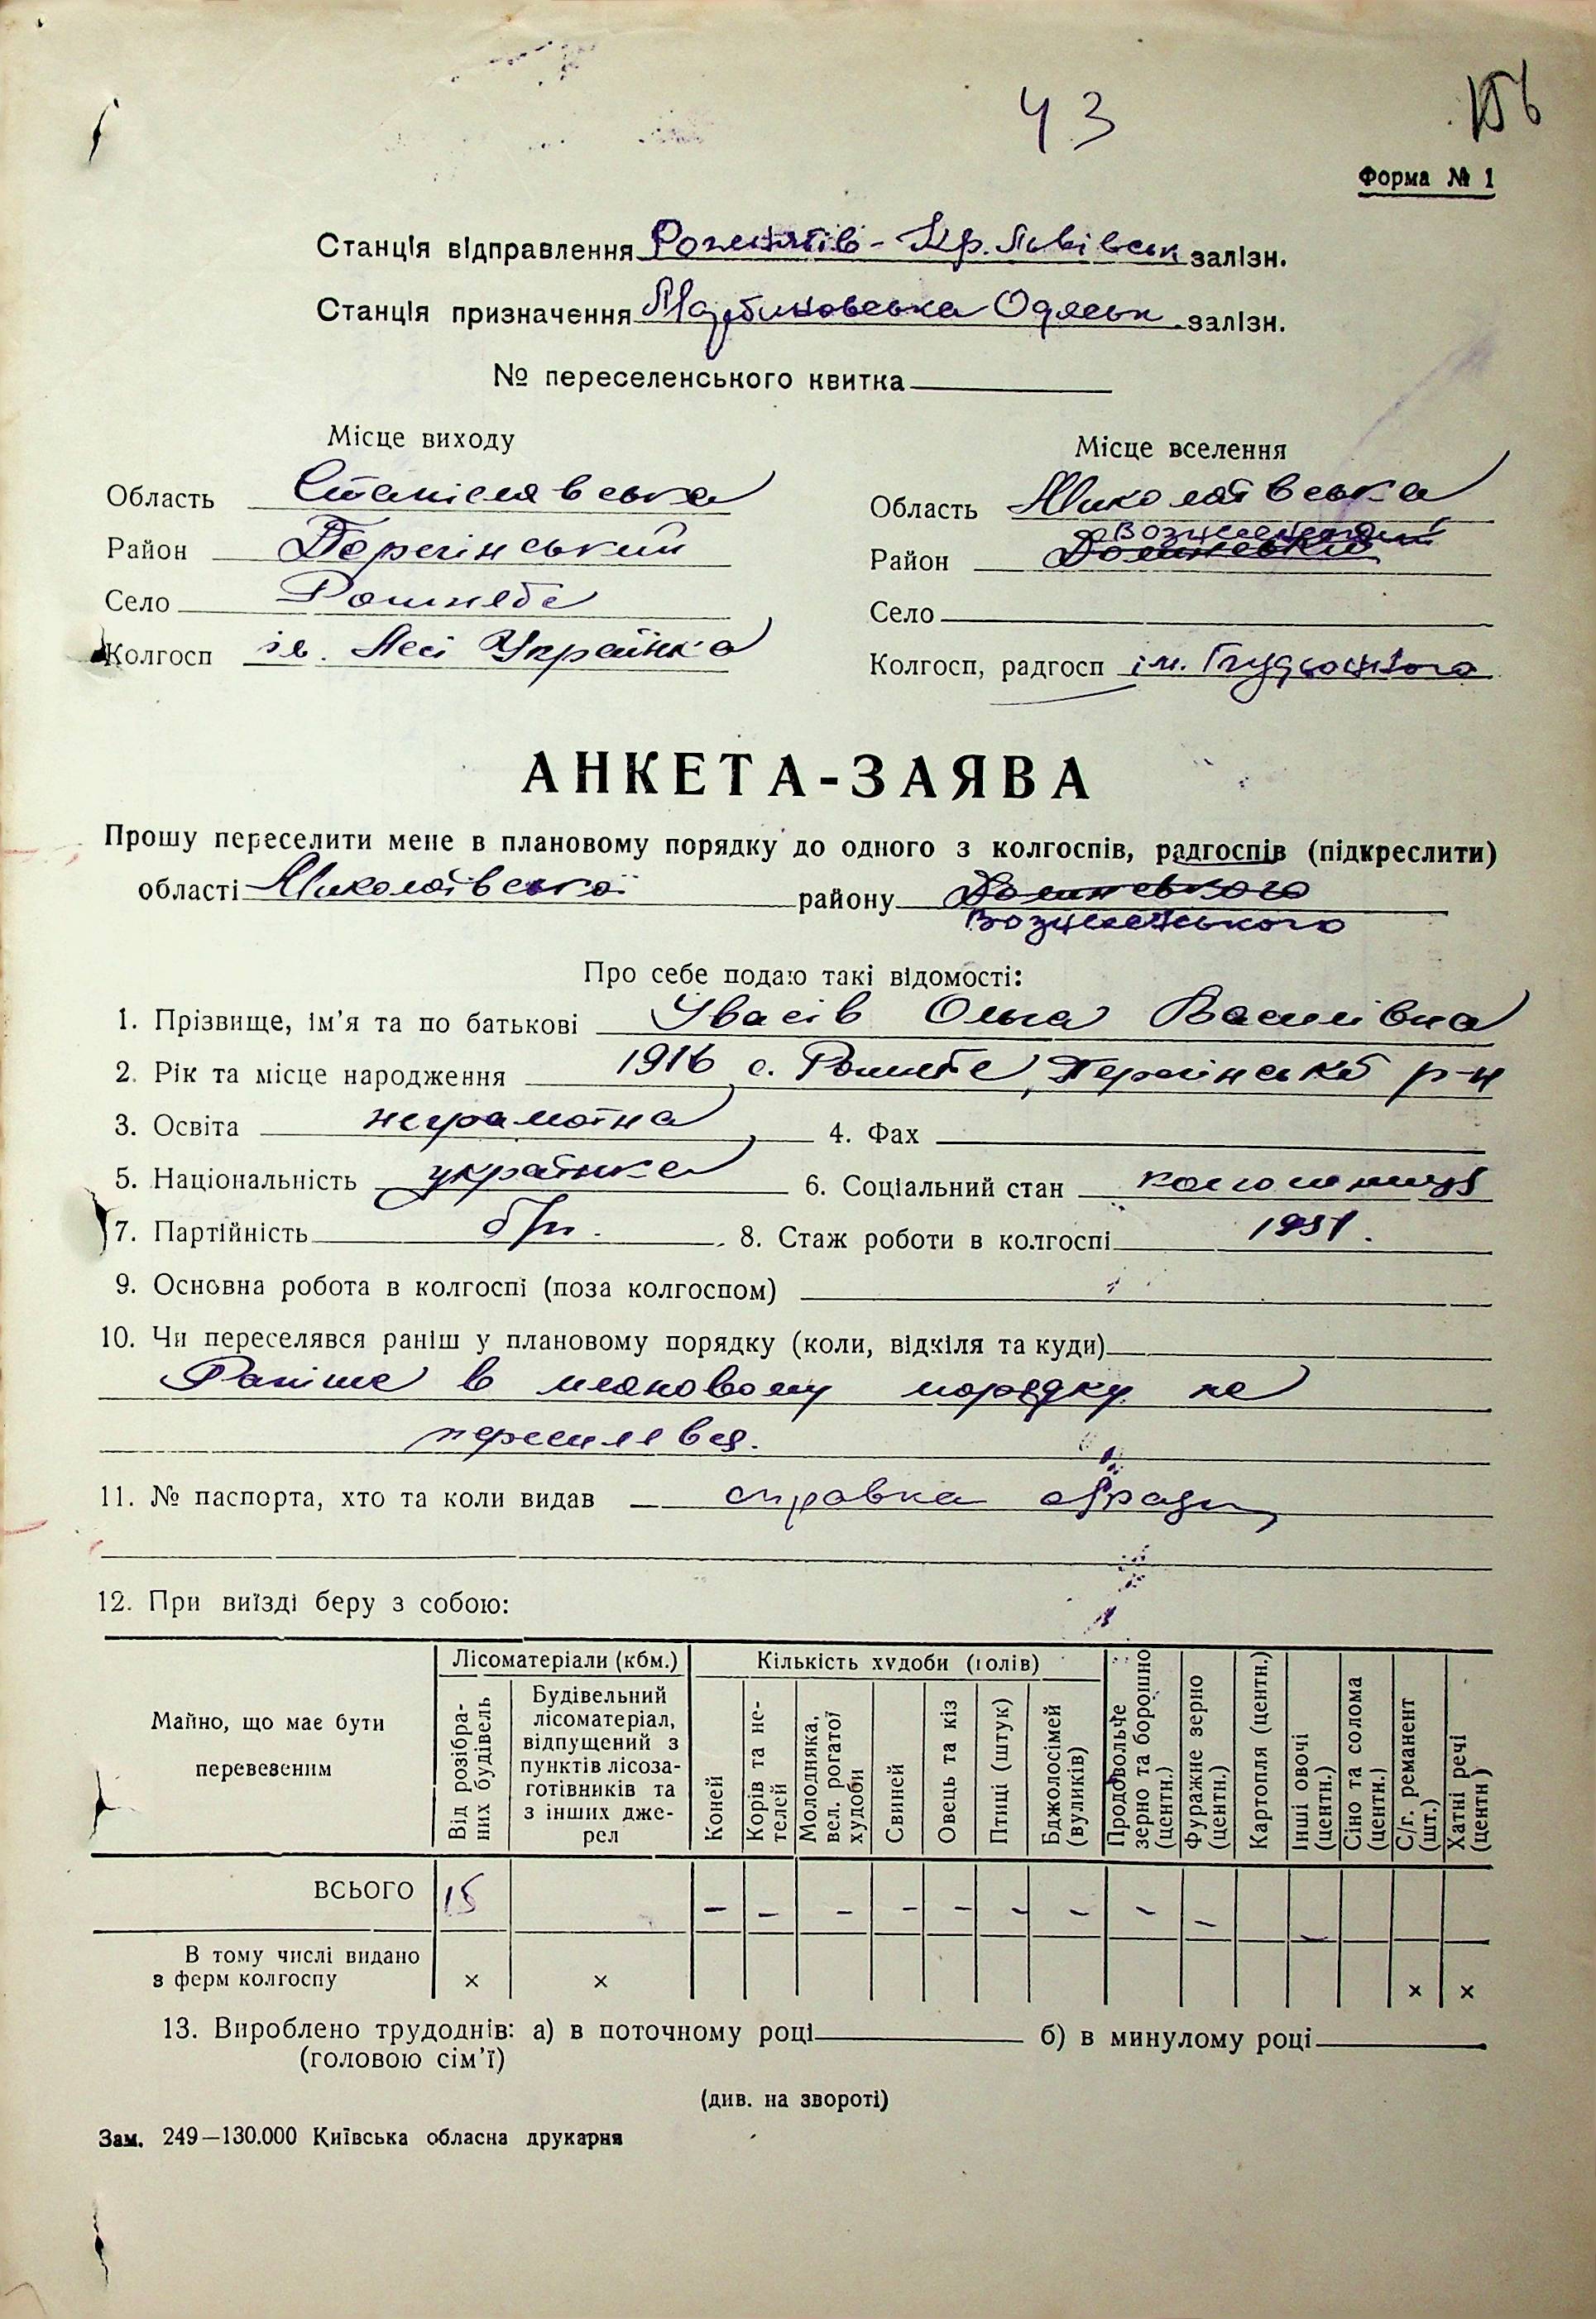 43
156
Форма № 1
Станція відправлення Рожнятів-Кр. Львівськ залізн.
Станція призначення Одеськ. залізн.
№ переселенського квитка
Місце виходу
Місце вселення
Область Станіславська
Область Миколаївська
Район Перегінський
Вознесенський
Район
Село
Село
Колгосп ім. Лесі Українка
Колгосп, радгосп ім.
АНКЕТА-ЗАЯВА
Прошу переселити мене в плановому порядку до одного з колгоспів, радгоспів (підкреслити)
області Миколаївської району
Вознесенського
Про себе подаю такі відомості:
1. Прізвище, ім'я та по батькові Ивасів Ольга Василівна
2. Рік та місце народження 1916 с. р-н
3. Освіта неграмотна 4. Фах
5. Національність українка 6. Соціальний стан колгоспниця
7. Партійність б/п. 8. Стаж роботи в колгоспі 1951.
9. Основна робота в колгоспі (поза колгоспом)
10. Чи переселявся раніш у плановому порядку (коли, відкіля та куди)
Раніше в плановому порядку не
переселявся.
11. № паспорта, хто та коли видав справка с/ради
12. При виїзді беру з собою:
Майно, що має бути перевезеним
Лісоматеріали (кбм.)
Кількість худоби (голів)
Від розібраних будівель
Будівельний лісоматеріал, відпущений з пунктів лісозаготівників та з інших джерел
Коней
Корів та нетелей
Молодняка, вел. рогатої худоби
Свиней
Овець та кіз
Птиці (штук)
Бджолосімей (вуликів)
Продовольче зерно та борошно (центн.)
Фуражне зерно (центн.)
Картопля (центн.)
Інші овочі (центн.)
Сіно та солома (центн.)
С/г. реманент (шт.)
Хатні речі (центн)
ВСЬОГО 15 – – – – – – – – – –
В тому числі видано
з ферм колгоспу × × × ×
13. Вироблено трудоднів: а) в поточному році б) в минулому році
(головою сім'ї)
(див. на звороті)
Зам. 249—130.000 Київська обласна друкарня